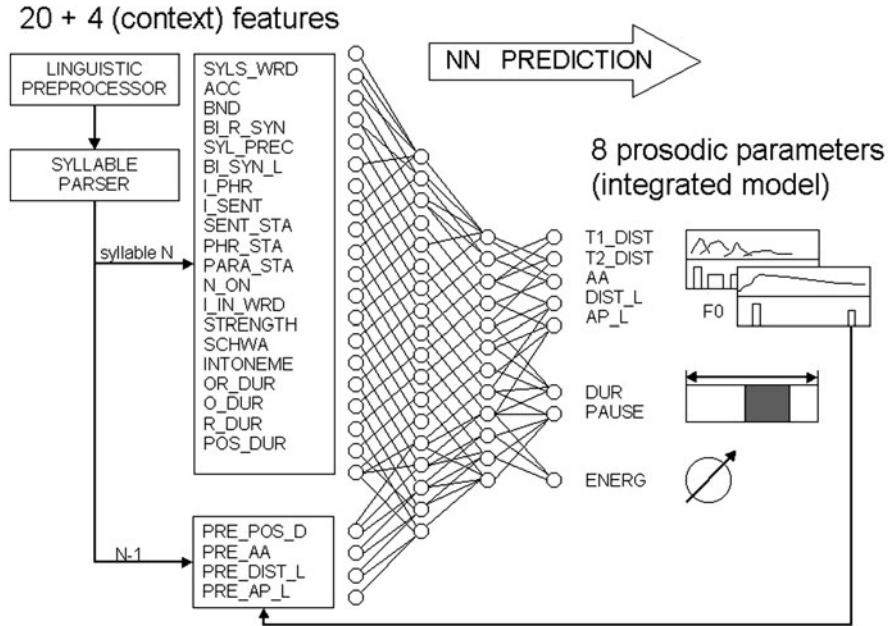 20 + 4 (context) features
LINGUISTIC
PREPROCESSOR
SYLLABLE
PARSER
syllable N
N-1
SYLS_WRD
ACC
BND
BI_R_SYN
SYL_PREC
BI_SYN_L
I_PHR
I_SENT
SENT_STA
PHR_STA
PARA_STA
N_ON
I_IN_WRD
STRENGTH
SCHWA
INTONEME
OR_DUR
O_DUR
R_DUR
POS_DUR
PRE_POS_D
PRE_AA
PRE_DIST_L
PRE_AP_L
NN PREDICTION
8 prosodic parameters
(integrated model)
T1_DIST
T2_DIST
AA
DIST_L
AP_L
F0
DUR
PAUSE
ENERG